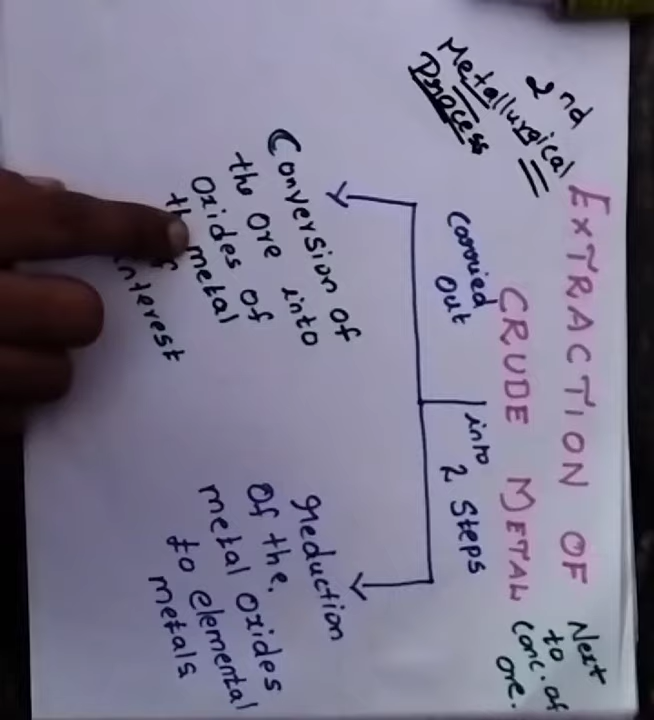 2nd
Metallurgical
Process
EXTRACTION OF
CRUDE METAL
Next
to
conc. of
ore.
carried
out
into
2 Steps
Conversion of
the ore into
oxides of
metal
interest
reduction
of the.
metal oxides
to elemental
metals